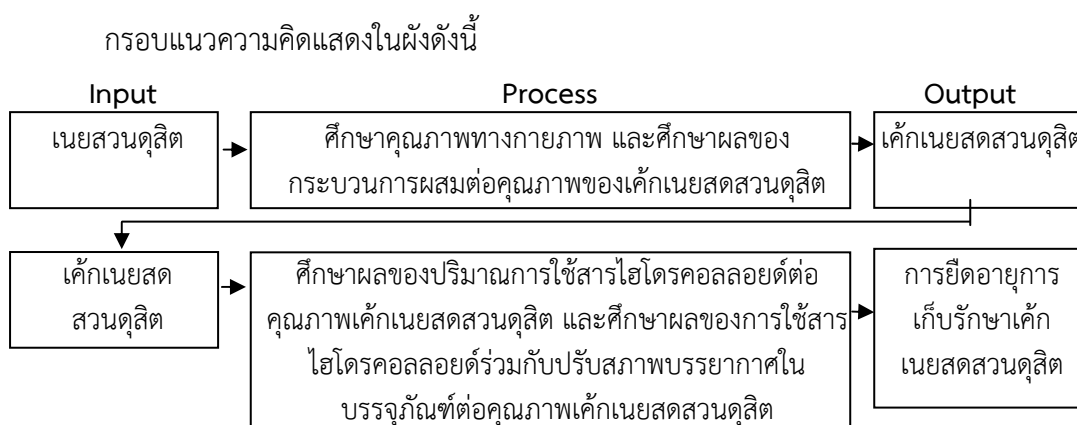 กรอบแนวความคิดแสดงในผังดังนี้
Input Process Output
เนยสวนดุสิต
ศึกษาคุณภาพทางกายภาพ และศึกษาผลของ
กระบวนการผสมต่อคุณภาพของเค้กเนยสดสวนดุสิต
เค้กเนยสดสวนดุสิต
เค้กเนยสด
สวนดุสิต
ศึกษาผลของปริมาณการใช้สารไฮโดรคอลลอยด์ต่อ
คุณภาพเค้กเนยสดสวนดุสิต และศึกษาผลของการใช้สาร
ไฮโดรคอลลอยด์ร่วมกับปรับสภาพบรรยากาศใน
บรรจุภัณฑ์ต่อคุณภาพเค้กเนยสดสวนดุสิต
การยืดอายุการ
เก็บรักษาเค้ก
เนยสดสวนดุสิต